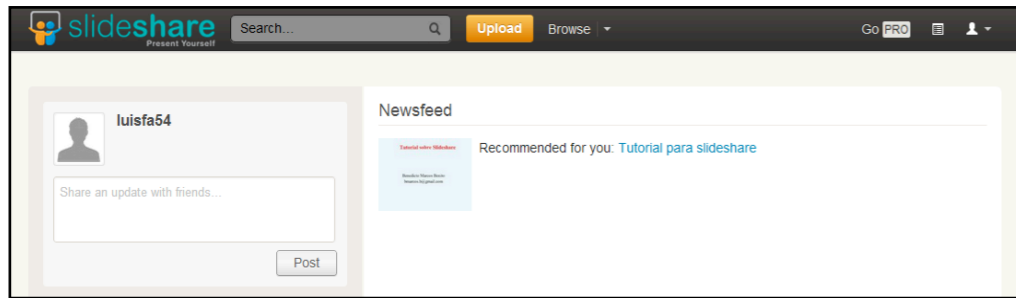 slideshare
Present Yourself
Search...
Upload
Browse
Go PRO
luisfa54
Share an update with friends...
Post
Newsfeed
Tutorial sobre Slideshare
Recommended for you: Tutorial para slideshare